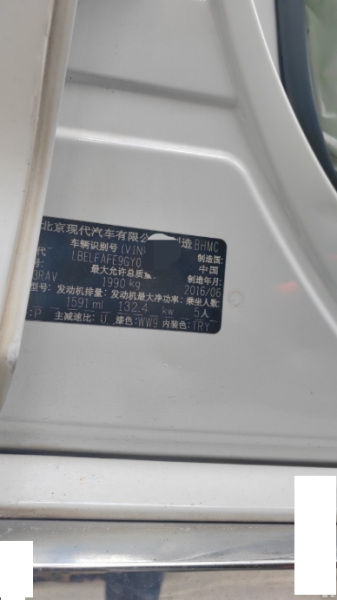 北京现代汽车有限公 造 BHMC
车辆识别号(VIN) 制造国:
LBELFAFE9GY0 中国
最大允许总质量 制造年月:
1990 kg 2016/06
型号: 发动机排量: 发动机最大净功率: 乘坐人数:
1591 ml 132.4 kw 5人
主减速比: 漆色: WW9 内装色: TRY